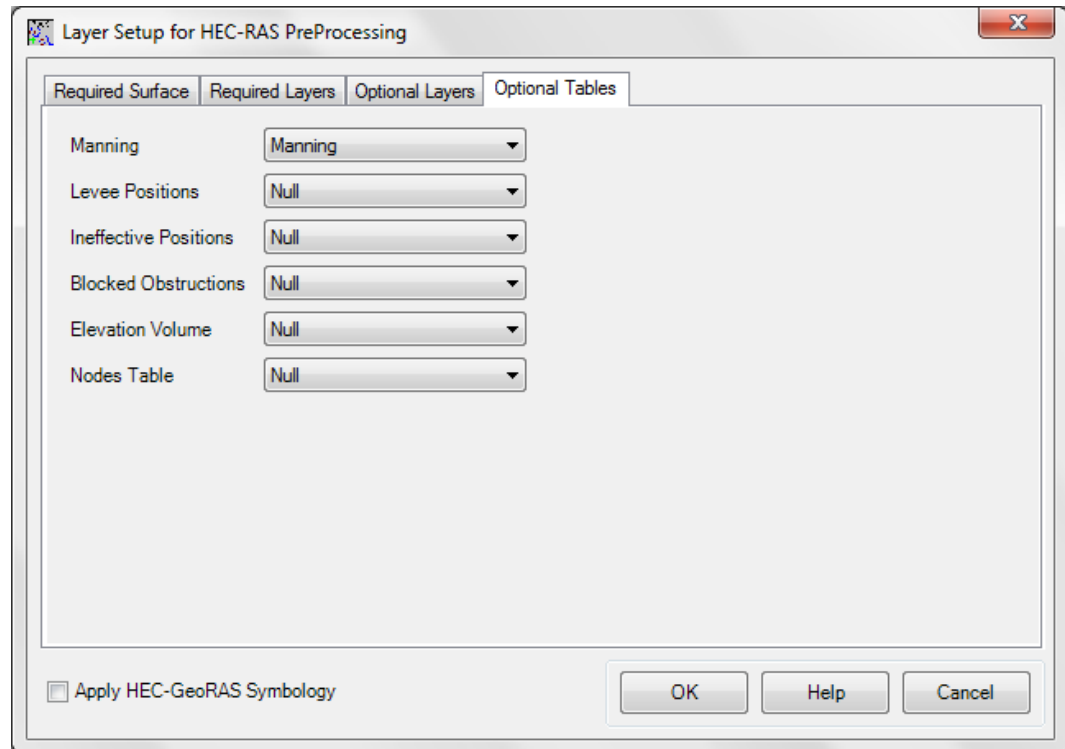 Layer Setup for HEC-RAS PreProcessing
Required Surface Required Layers Optional Layers Optional Tables
Manning Manning
Levee Positions Null
Ineffective Positions Null
Blocked Obstructions Null
Elevation Volume Null
Nodes Table Null
Apply HEC-GeoRAS Symbology OK Help Cancel